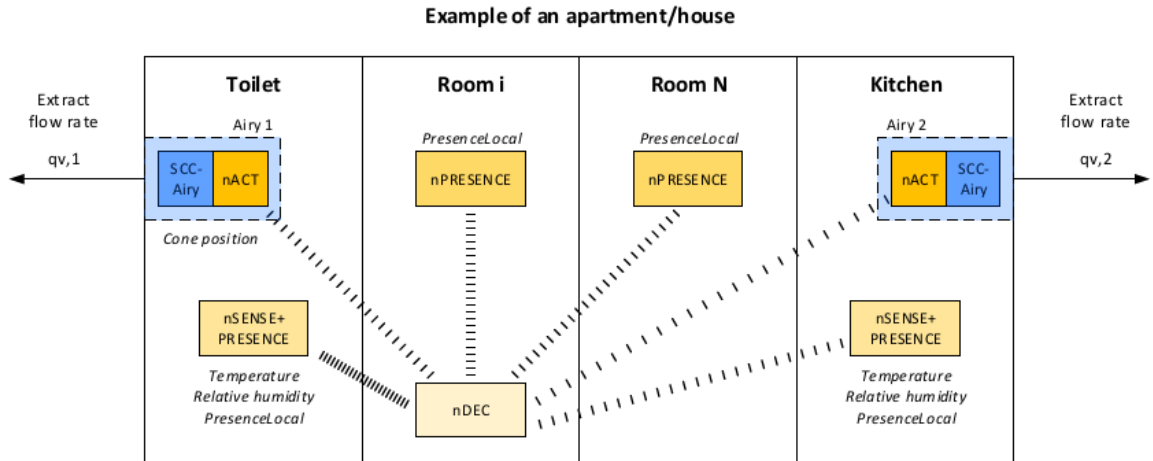 Example of an apartment/house
Toilet
Room i
Room N
Kitchen
Extract
flow rate
qv,1
Airy 1
SCC-
Airy
nACT
Cone position
PresenceLocal
nPRESENCE
PresenceLocal
nPRESENCE
Airy 2
nACT
SCC-
Airy
Extract
flow rate
qv,2
nSENSE+
PRESENCE
Temperature
Relative humidity
PresenceLocal
nDEC
nSENSE+
PRESENCE
Temperature
Relative humidity
PresenceLocal